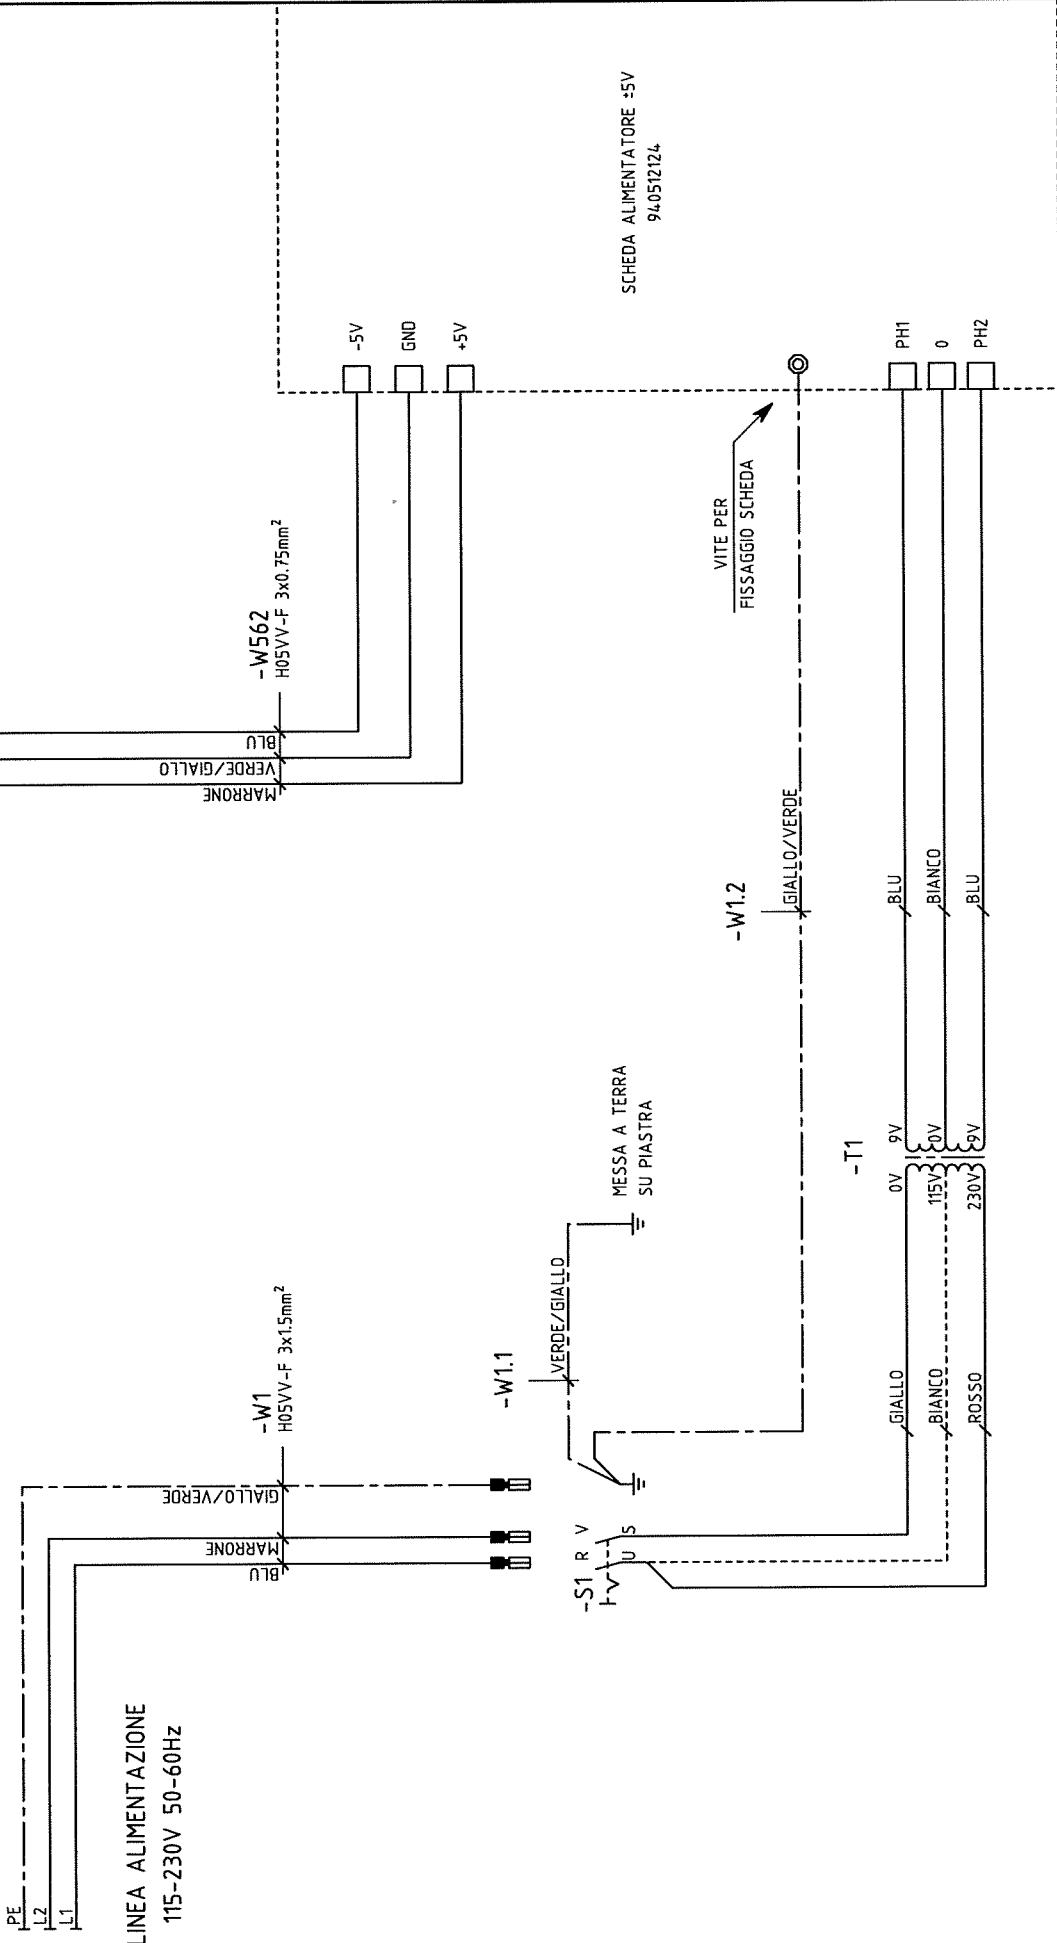 PE
L2
L1
LINEA ALIMENTAZIONE
115-230V 50-60Hz
-W1
H05VV-F 3x1.5mm²
GIALLO/VERDE
MARRONE
BLU
-W562
H05VV-F 3x0.75mm²
BLU
VERDE/GIALLO
MARRONE
-5V
GND
+5V
SCHEDA ALIMENTATORE ±5V
940512124
VITE PER
FISSAGGIO SCHEDA
-W1.1
VERDE/GIALLO
MESSA A TERRA
SU PIASTRA
-W1.2
GIALLO/VERDE
-S1
R
V
U
S
-T1
GIALLO
BIANCO
ROSSO
0V
115V
230V
9V
0V
9V
BLU
BIANCO
BLU
PH1
0
PH2